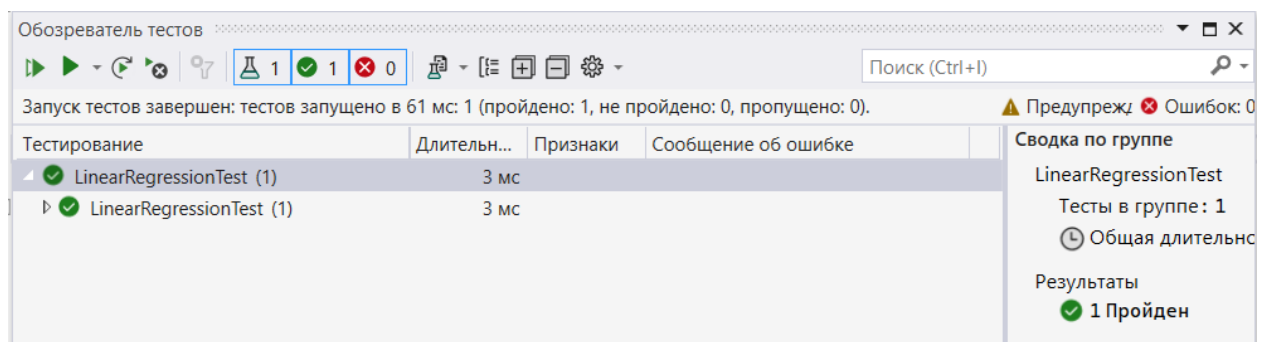 Обозреватель тестов
1 1 0
Поиск (Ctrl+I)
Запуск тестов завершен: тестов запущено в 61 мс: 1 (пройдено: 1, не пройдено: 0, пропущено: 0).
Предупреж Ошибок: 0
Тестирование Длительн... Признаки Сообщение об ошибке
LinearRegressionTest (1) 3 мс
LinearRegressionTest (1) 3 мс
Сводка по группе
LinearRegressionTest
Тесты в группе: 1
Общая длительнс
Результаты
1 Пройден